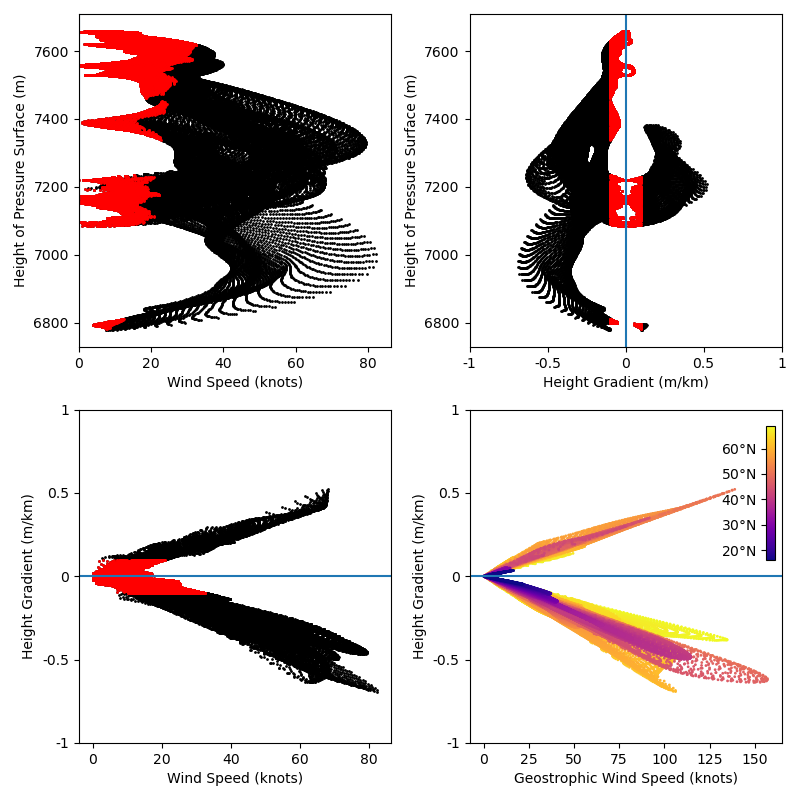 7600
7400
7200
7000
6800
Height of Pressure Surface (m)
0 20 40 60 80
Wind Speed (knots)
7600
7400
7200
7000
6800
Height of Pressure Surface (m)
-1 -0.5 0 0.5 1
Height Gradient (m/km)
1
0.5
0
-0.5
-1
Height Gradient (m/km)
0 20 40 60 80
Wind Speed (knots)
1
0.5
0
-0.5
-1
Height Gradient (m/km)
60°N
50°N
40°N
30°N
20°N
0 25 50 75 100 125 150
Geostrophic Wind Speed (knots)